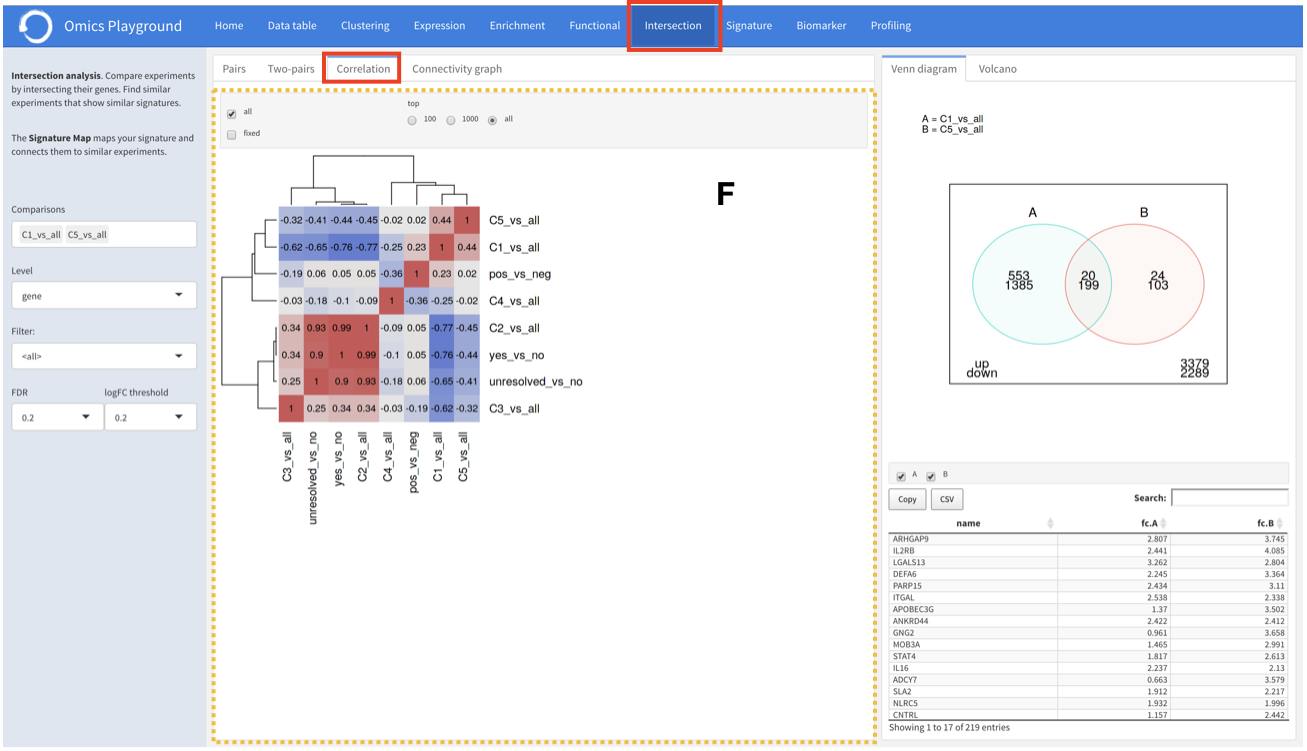 Omics Playground
Home Data table Clustering Expression Enrichment Functional Intersection Signature Biomarker Profiling
Intersection analysis. Compare experiments
by intersecting their genes. Find similar
experiments that show similar signatures.
The Signature Map maps your signature and
connects them to similar experiments.
Comparisons
C1_vs_all C5_vs_all
Level
gene
Filter:
<all>
FDR logFC threshold
0.2 0.2
Pairs Two-pairs Correlation Connectivity graph
all
fixed
top
100 1000 all
F
-0.32 -0.41 -0.44 -0.45 -0.02 0.02 0.44 1 C5_vs_all
-0.62 -0.65 -0.76 -0.77 -0.25 0.23 1 0.44 C1_vs_all
-0.19 0.06 0.05 0.05 -0.36 1 0.23 0.02 pos_vs_neg
-0.03 -0.18 -0.1 -0.09 1 -0.36 -0.25 -0.02 C4_vs_all
0.34 0.93 0.99 1 -0.09 0.05 -0.77 -0.45 C2_vs_all
0.34 0.9 1 0.99 -0.1 0.05 -0.76 -0.44 yes_vs_no
0.25 1 0.9 0.93 -0.18 0.06 -0.65 -0.41 unresolved_vs_no
1 0.25 0.34 0.34 -0.03 -0.19 -0.62 -0.32 C3_vs_all
C3_vs_all
unresolved_vs_no
yes_vs_no
C2_vs_all
C4_vs_all
pos_vs_neg
C1_vs_all
C5_vs_all
Venn diagram Volcano
A = C1_vs_all
B = C5_vs_all
A B
553 20 24
1385 199 103
up 3379
down 2289
A B
Copy CSV Search:
name fc.A fc.B
ARHGAP9 2.807 3.745
IL2RB 2.441 4.085
LGALS13 3.262 2.804
DEFA6 2.245 3.364
PARP15 2.434 3.11
ITGAL 2.538 2.338
APOBEC3G 1.37 3.502
ANKRD44 2.422 2.412
GNG2 0.961 3.658
MOB3A 1.465 2.991
STAT4 1.817 2.613
IL16 2.237 2.13
ADCY7 0.663 3.579
SLA2 1.912 2.217
NLRC5 1.932 1.996
CNTRL 1.157 2.442
Showing 1 to 17 of 219 entries